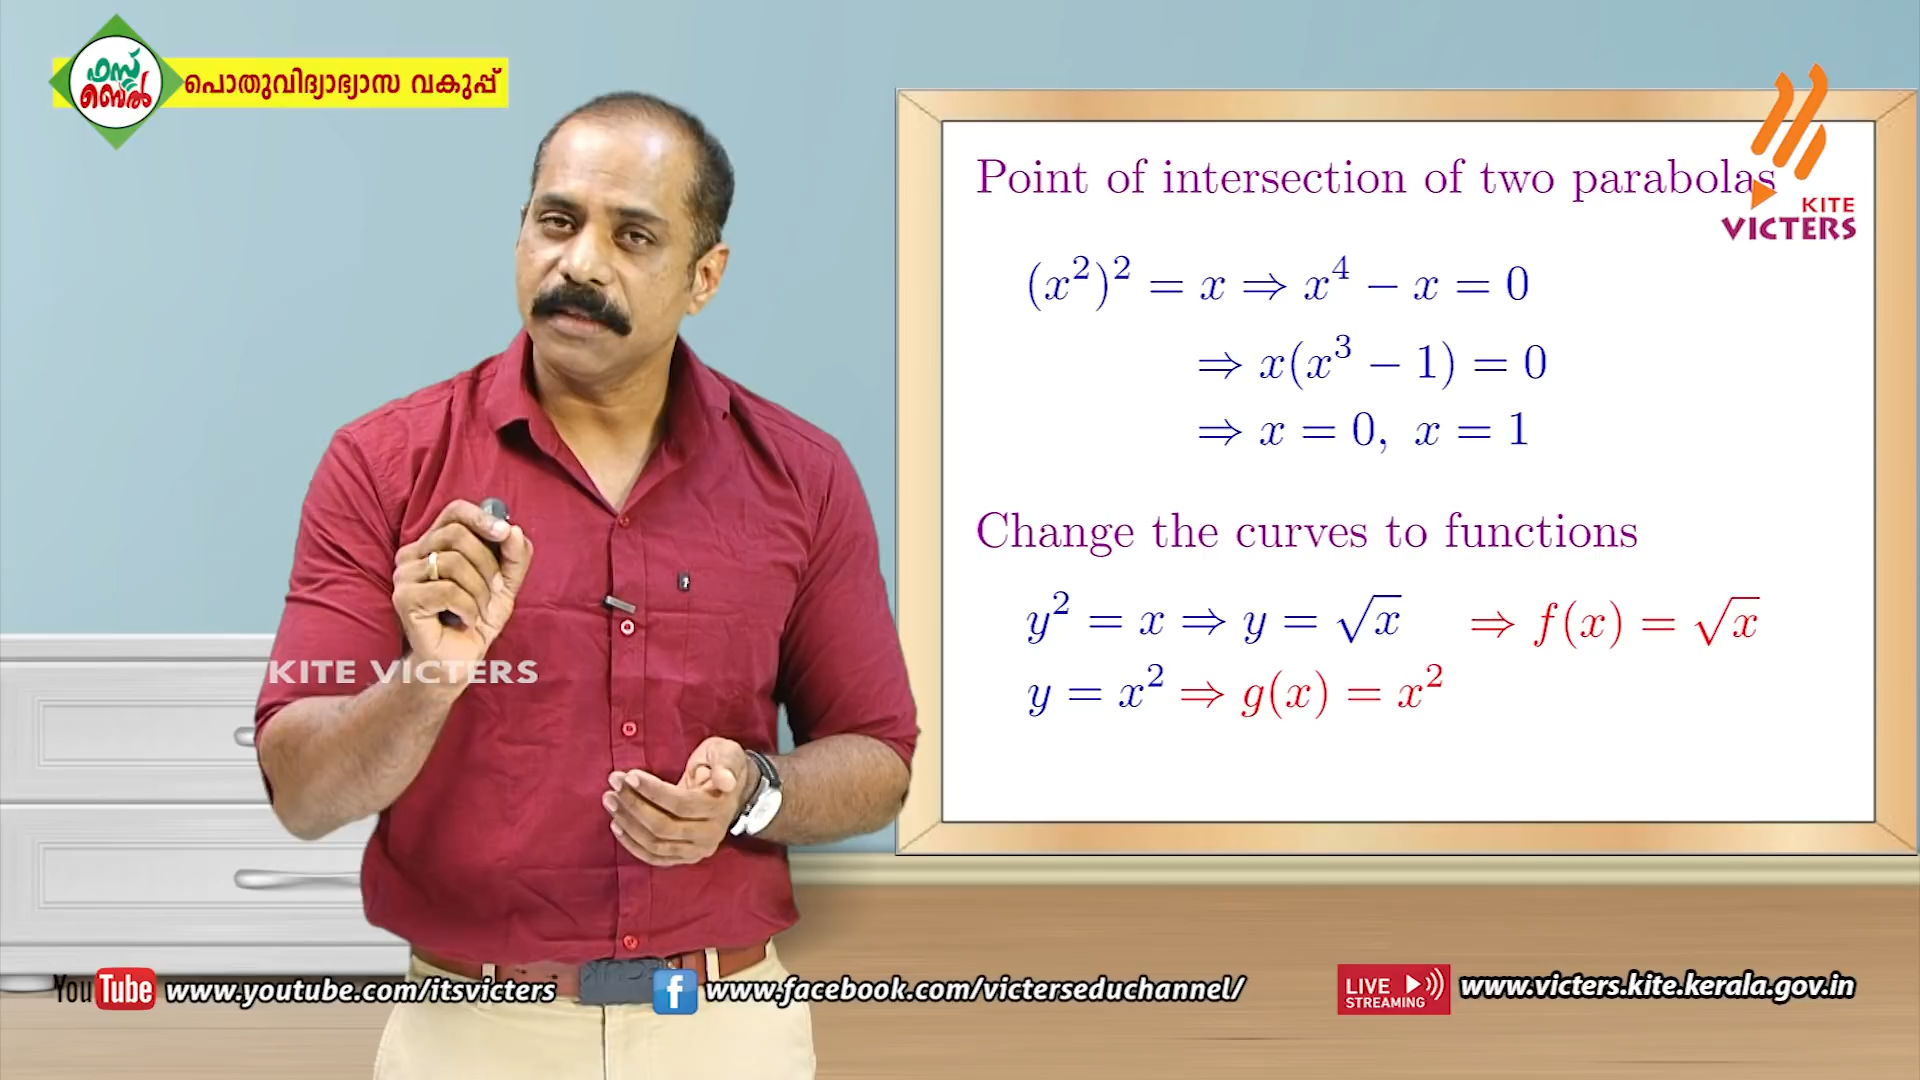 ഫസ്റ്റ് ബെൽ
പൊതുവിദ്യാഭ്യാസ വകുപ്പ്
KITE
VICTERS
Point of intersection of two parabolas
(x²)² = x ⇒ x⁴ − x = 0
⇒ x(x³ − 1) = 0
⇒ x = 0, x = 1
Change the curves to functions
y² = x ⇒ y = √x ⇒ f(x) = √x
y = x² ⇒ g(x) = x²
KITE VICTERS
YouTube www.youtube.com/itsvicters
f www.facebook.com/victerseduchannel/
LIVE STREAMING www.victers.kite.kerala.gov.in